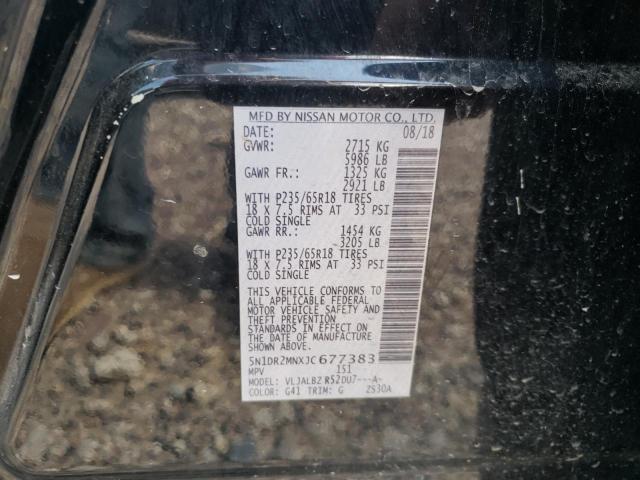 MFD BY NISSAN MOTOR CO., LTD.
DATE: 08/18
GVWR: 2715 KG
5986 LB
GAWR FR.: 1325 KG
2921 LB
WITH P235/65R18 TIRES
18 X 7.5 RIMS AT 33 PSI
COLD SINGLE
GAWR RR.: 1454 KG
3205 LB
WITH P235/65R18 TIRES
18 X 7.5 RIMS AT 33 PSI
COLD SINGLE
THIS VEHICLE CONFORMS TO
ALL APPLICABLE FEDERAL
MOTOR VEHICLE SAFETY AND
THEFT PREVENTION
STANDARDS IN EFFECT ON
THE DATE OF MANUFACTURE
SHOWN ABOVE.
5N1DR2MNXJC677383
MPV 151
MODEL: VLJALBZ R52DU7---A-
COLOR: G41 TRIM: G ZS30A